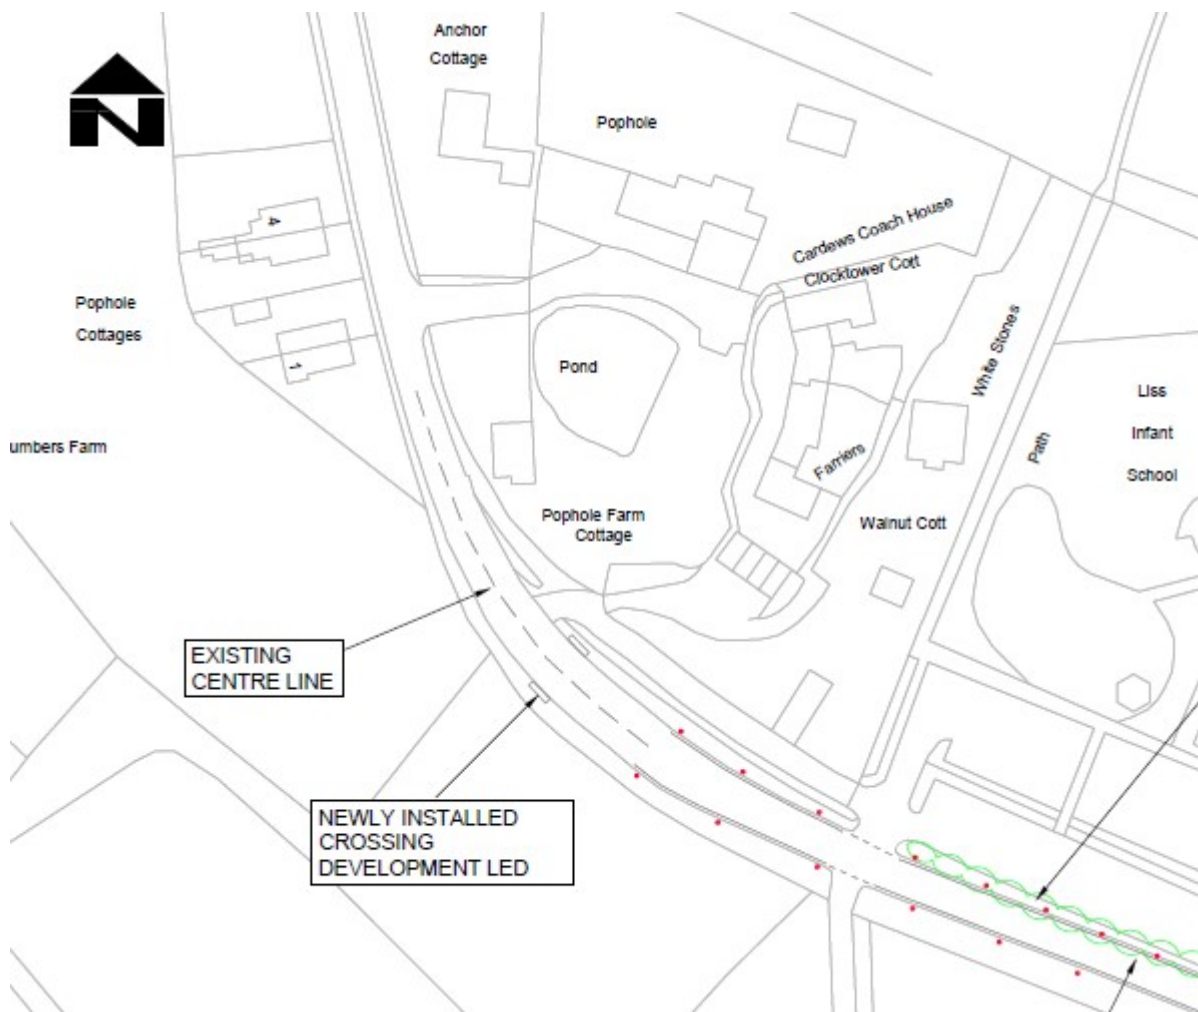 Anchor
Cottage
N
Pophole
Cardews Coach House
Clocktower Cott
4
Pophole
Cottages
1
Pond
White Stones
Liss
Infant
School
Path
umbers Farm
Farriers
Pophole Farm
Cottage
Walnut Cott
EXISTING
CENTRE LINE
NEWLY INSTALLED
CROSSING
DEVELOPMENT LED